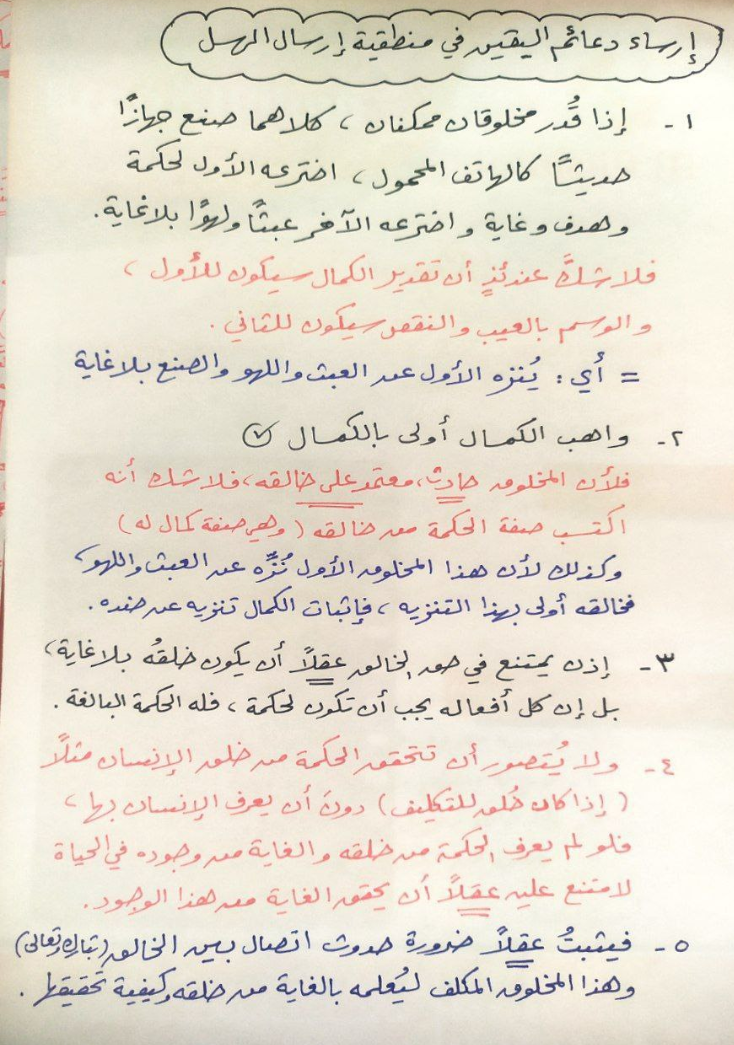 إرساء دعائم اليقين في منطقية إرسال الرسل
١- إذا قُدر مخلوقان ممكنان، كلاهما صنع جهازًا
حديثًا كالهاتف المحمول، اخترعه الأول لحكمة
وهدف وغاية واخترعه الآخر عبثًا ولهوًا بلا غاية.
فلا شكَّ عندئذٍ أن تقدير الكمال سيكون للأول،
والوسم بالعيب والنقص سيكون للثاني.
= أي: يُنزه الأول عن العبث واللهو والصنع بلا غاية
٢- واهب الكمال أولى بالكمال ✓
فلأن المخلوق حادث، معتمد على خالقه، فلا شك أنه
اكتسب صفة الحكمة من خالقه (وهي صفة كمال له)
وكذلك لأن هذا المخلوق الأول نُزِّه عن العبث واللهو،
فخالقه أولى بهذا التنزيه، فإثبات الكمال تنزيه عن ضده.
٣- إذن يمتنع في حق الخالق عقلًا أن يكون خلقُه بلا غاية،
بل إن كل أفعاله يجب أن تكون لحكمة، فله الحكمة البالغة.
٤- ولا يُتصور أن تتحقق الحكمة من خلق الإنسان مثلًا
(إذا كان خُلق للتكليف) دونَ أن يعرف الإنسان بها،
فلو لم يعرف الحكمة من خلقه والغاية من وجوده في الحياة
لامتنع عليه عقلًا أن يحقق الغاية من هذا الوجود.
٥- فيثبتُ عقلًا ضرورة حدوث اتصال بين الخالق (تبارك وتعالى)
وهذا المخلوق المكلف ليُعلمه بالغاية من خلقه وكيفية تحقيقها.